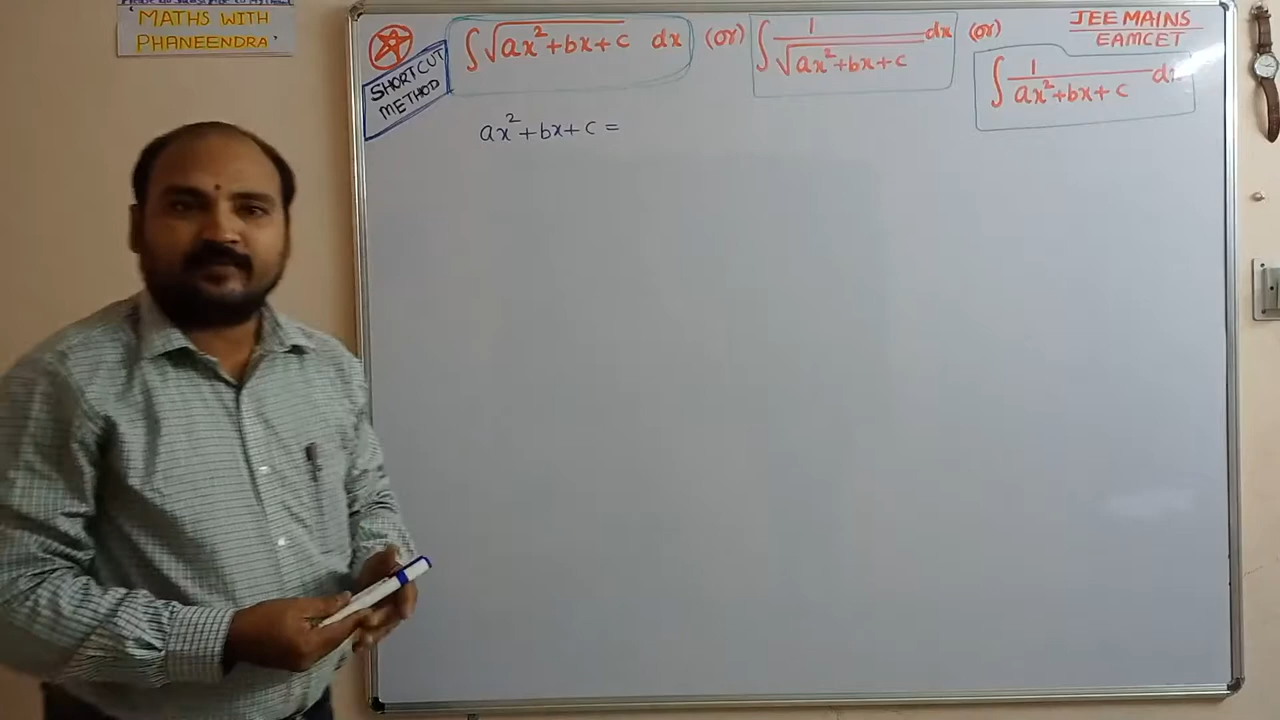 MATHS WITH
PHANEENDRA
SHORTCUT
METHOD
∫√(ax²+bx+c) dx (or) ∫ 1/√(ax²+bx+c) dx (or)
JEE MAINS
EAMCET
∫ 1/(ax²+bx+c) dx
ax²+bx+c =